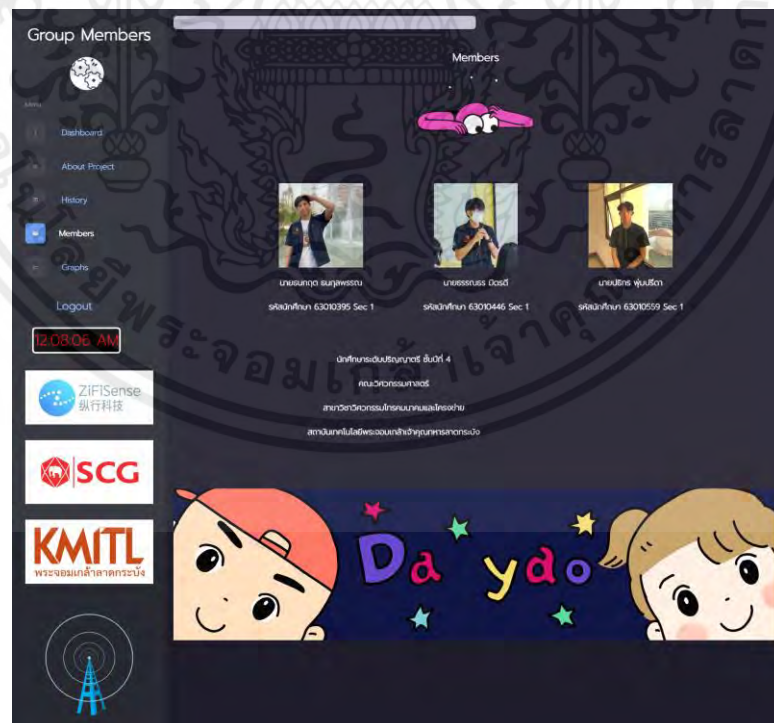 Group Members
Menu
Dashboard
About Project
History
Members
Graphs
Logout
12:08:06 AM
ZiFiSense
纵行科技
SCG
KMITL
พระจอมเกล้าลาดกระบัง
Members
นายธนกฤต ธนกุลพรรณ
รหัสนักศึกษา 63010395 Sec 1
นายธรรณธร มิตรดี
รหัสนักศึกษา 63010446 Sec 1
นายปธิกร พุ่มปรีดา
รหัสนักศึกษา 63010559 Sec 1
นักศึกษาระดับปริญญาตรี ชั้นปีที่ 4
คณะวิศวกรรมศาสตร์
สาขาวิชาวิศวกรรมโทรคมนาคมและโครงข่าย
สถาบันเทคโนโลยีพระจอมเกล้าเจ้าคุณทหารลาดกระบัง
Da ydo